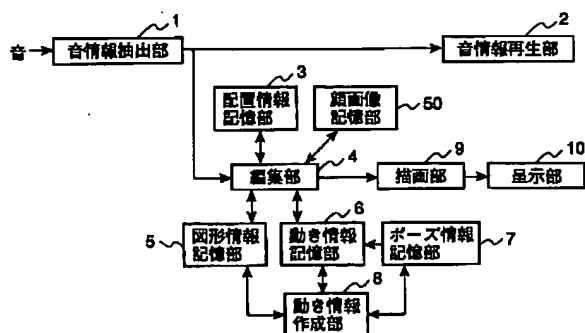 1
2
音
音情報抽出部
音情報再生部
3
配置情報
記憶部
顔画像
記憶部
50
4
9
10
編集部
描画部
呈示部
6
5
図形情報
記憶部
動き情報
記憶部
ポーズ情報
記憶部
7
8
動き情報
作成部